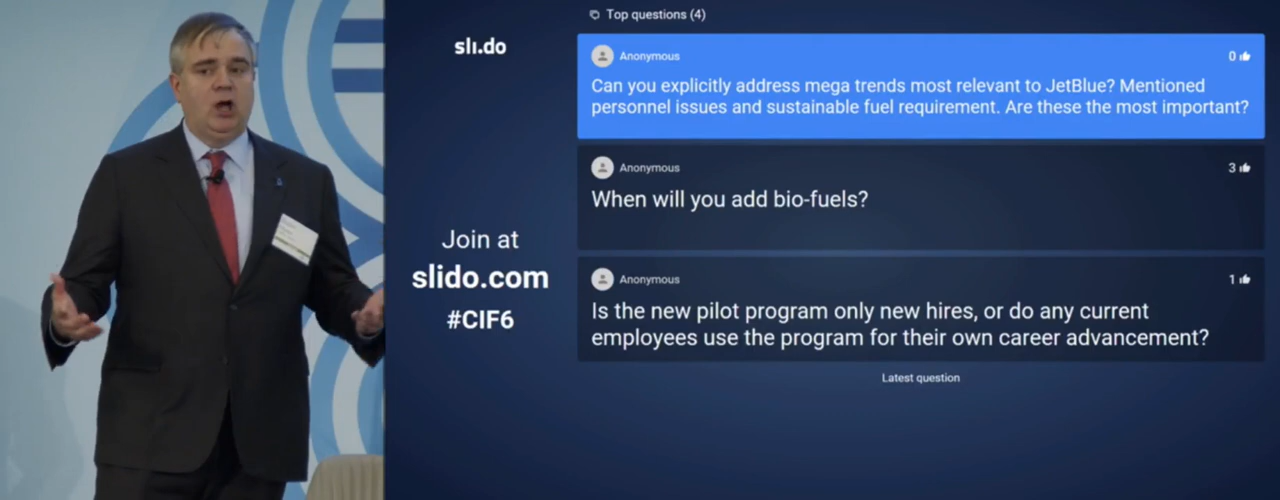 sli.do
Join at
slido.com
#CIF6
Top questions (4)
Anonymous
0
Can you explicitly address mega trends most relevant to JetBlue? Mentioned
personnel issues and sustainable fuel requirement. Are these the most important?
Anonymous
3
When will you add bio-fuels?
Anonymous
1
Is the new pilot program only new hires, or do any current
employees use the program for their own career advancement?
Latest question